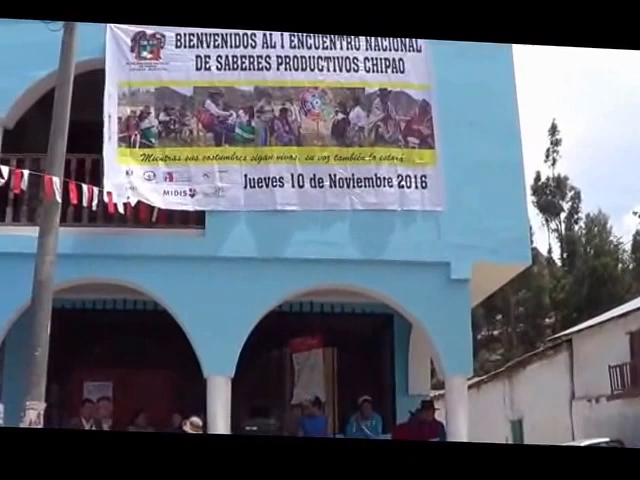 BIENVENIDOS AL I ENCUENTRO NACIONAL
DE SABERES PRODUCTIVOS CHIPAO
Mientras sus costumbres sigan vivas, su voz también lo estará
MIDIS
Jueves 10 de Noviembre 2016